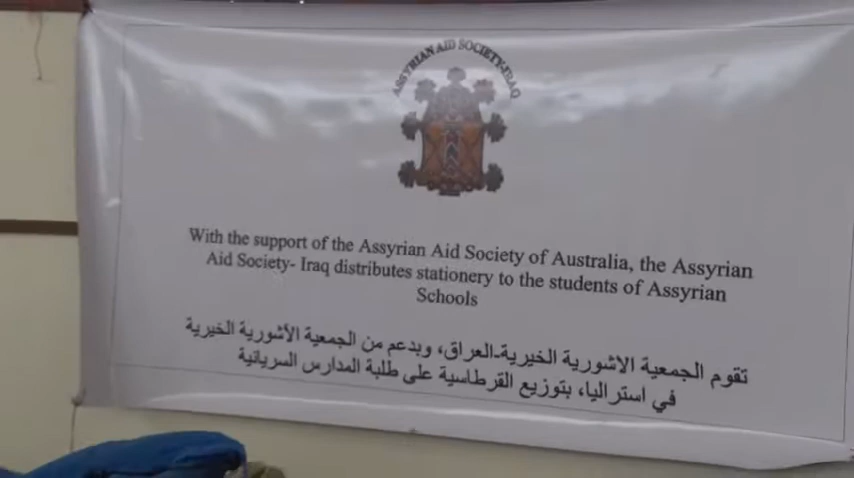 ASSYRIAN AID SOCIETY-IRAQ
With the support of the Assyrian Aid Society of Australia, the Assyrian
Aid Society- Iraq distributes stationery to the students of Assyrian
Schools
تقوم الجمعية الاشورية الخيرية-العراق، وبدعم من الجمعية الأشورية الخيرية
في استراليا، بتوزيع القرطاسية على طلبة المدارس السريانية